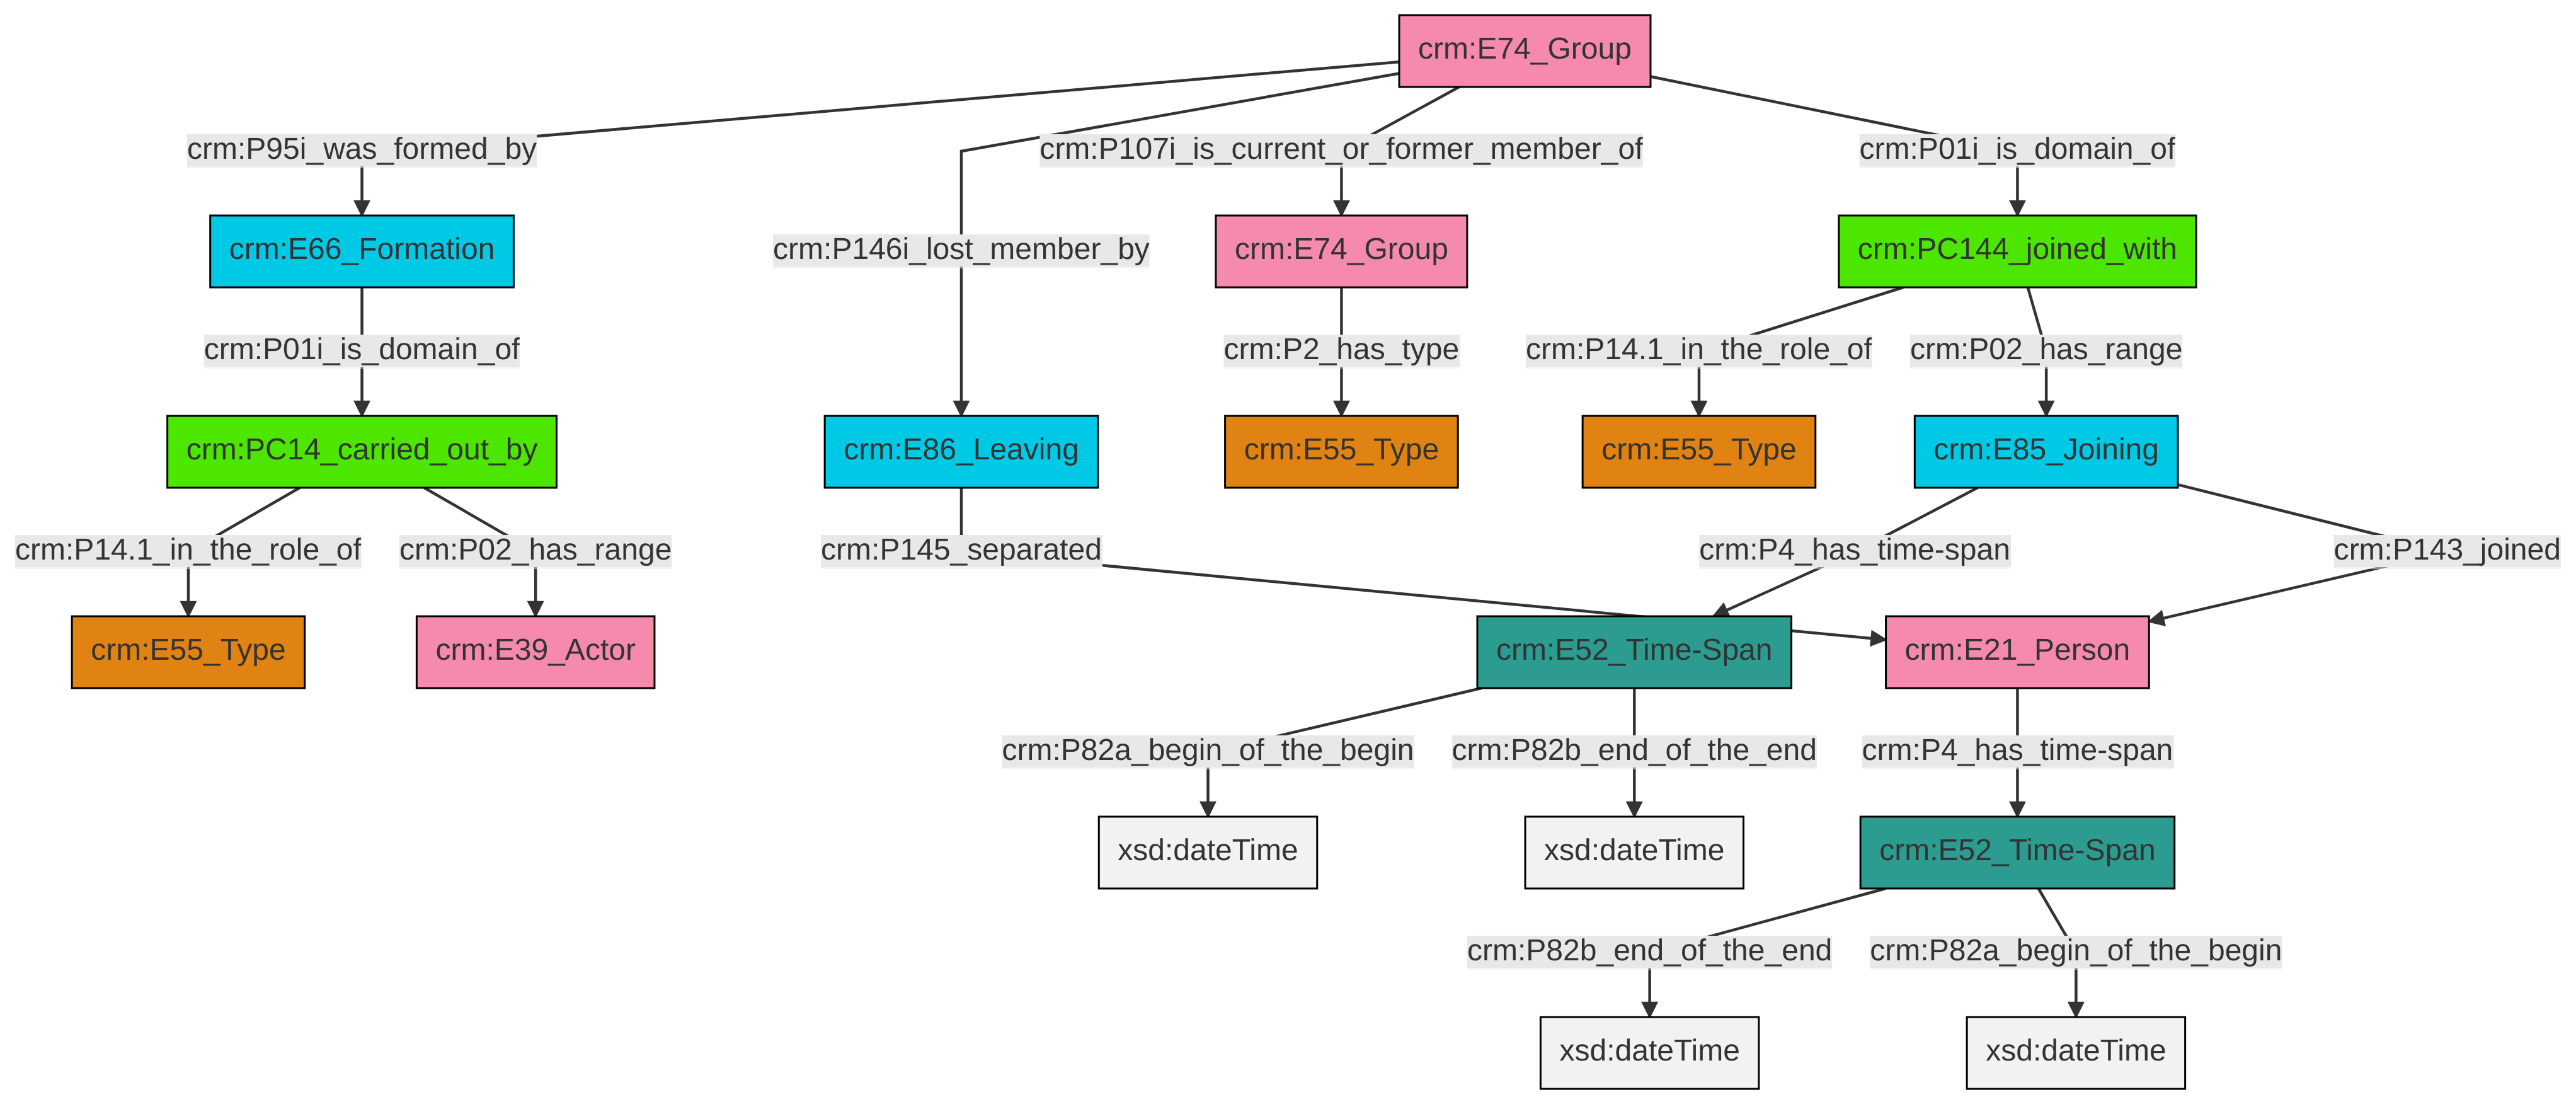 crm:E74_Group
crm:P95i_was_formed_by
crm:P107i_is_current_or_former_member_of
crm:P01i_is_domain_of
crm:E66_Formation
crm:P146i_lost_member_by
crm:E74_Group
crm:PC144_joined_with
crm:P01i_is_domain_of
crm:P2_has_type
crm:P14.1_in_the_role_of
crm:P02_has_range
crm:PC14_carried_out_by
crm:E86_Leaving
crm:E55_Type
crm:E55_Type
crm:E85_Joining
crm:P14.1_in_the_role_of
crm:P02_has_range
crm:P145_separated
crm:P4_has_time-span
crm:P143_joined
crm:E55_Type
crm:E39_Actor
crm:E52_Time-Span
crm:E21_Person
crm:P82a_begin_of_the_begin
crm:P82b_end_of_the_end
crm:P4_has_time-span
xsd:dateTime
xsd:dateTime
crm:E52_Time-Span
crm:P82b_end_of_the_end
crm:P82a_begin_of_the_begin
xsd:dateTime
xsd:dateTime